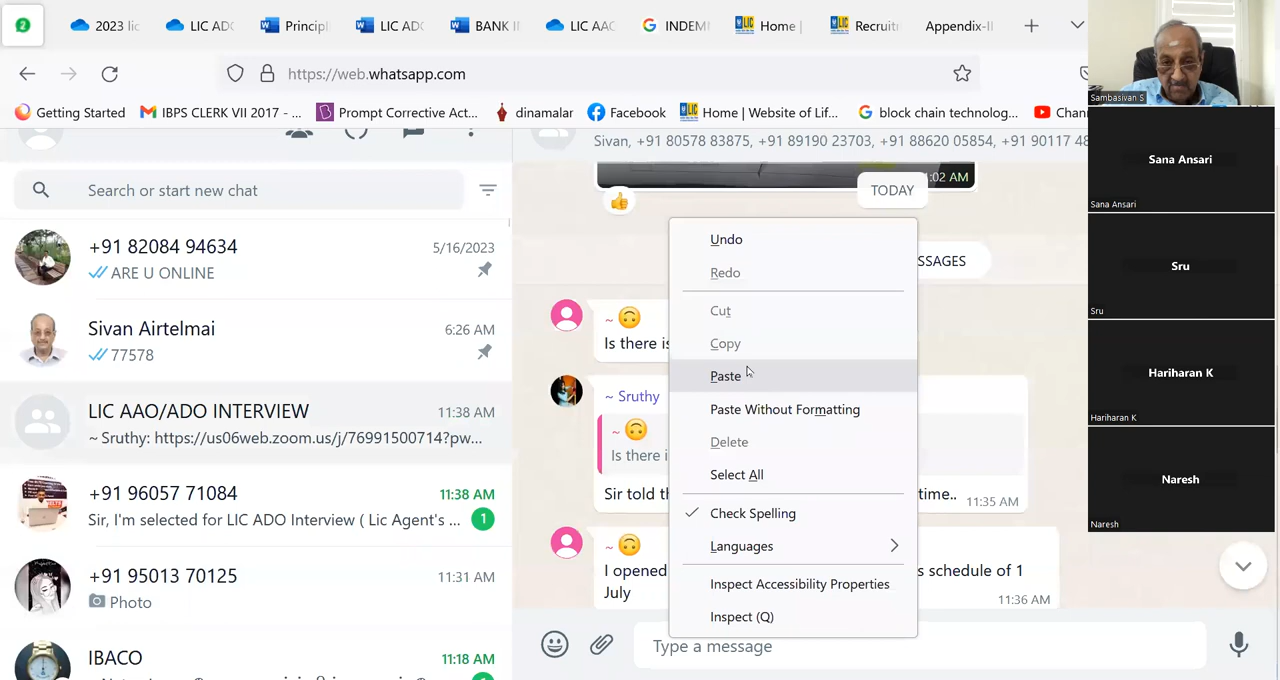 2
2023 lic
LIC ADO
Principl
LIC ADO
BANK I
LIC AAO
INDEM
Home |
Recruit
Appendix-I
https://web.whatsapp.com
Getting Started
IBPS CLERK VII 2017 - ...
Prompt Corrective Act...
dinamalar
Facebook
Home | Website of Lif...
block chain technolog...
Chan
Sivan, +91 80578 83875, +91 89190 23703, +91 88620 05854, +91 90117 48
Search or start new chat
+91 82084 94634
5/16/2023
ARE U ONLINE
Sivan Airtelmai
6:26 AM
77578
LIC AAO/ADO INTERVIEW
11:38 AM
~ Sruthy: https://us06web.zoom.us/j/76991500714?pw...
+91 96057 71084
11:38 AM
Sir, I'm selected for LIC ADO Interview ( Lic Agent's ...
1
+91 95013 70125
11:31 AM
Photo
IBACO
11:18 AM
:02 AM
TODAY
SSAGES
~ 🙃
Is there is
~ Sruthy
~ 🙃
Is there i
Sir told th
time..
11:35 AM
~ 🙃
I opened
s schedule of 1
July
11:36 AM
Undo
Redo
Cut
Copy
Paste
Paste Without Formatting
Delete
Select All
Check Spelling
Languages
Inspect Accessibility Properties
Inspect (Q)
Type a message
Sambasivan S
Sana Ansari
Sana Ansari
Sru
Sru
Hariharan K
Hariharan K
Naresh
Naresh